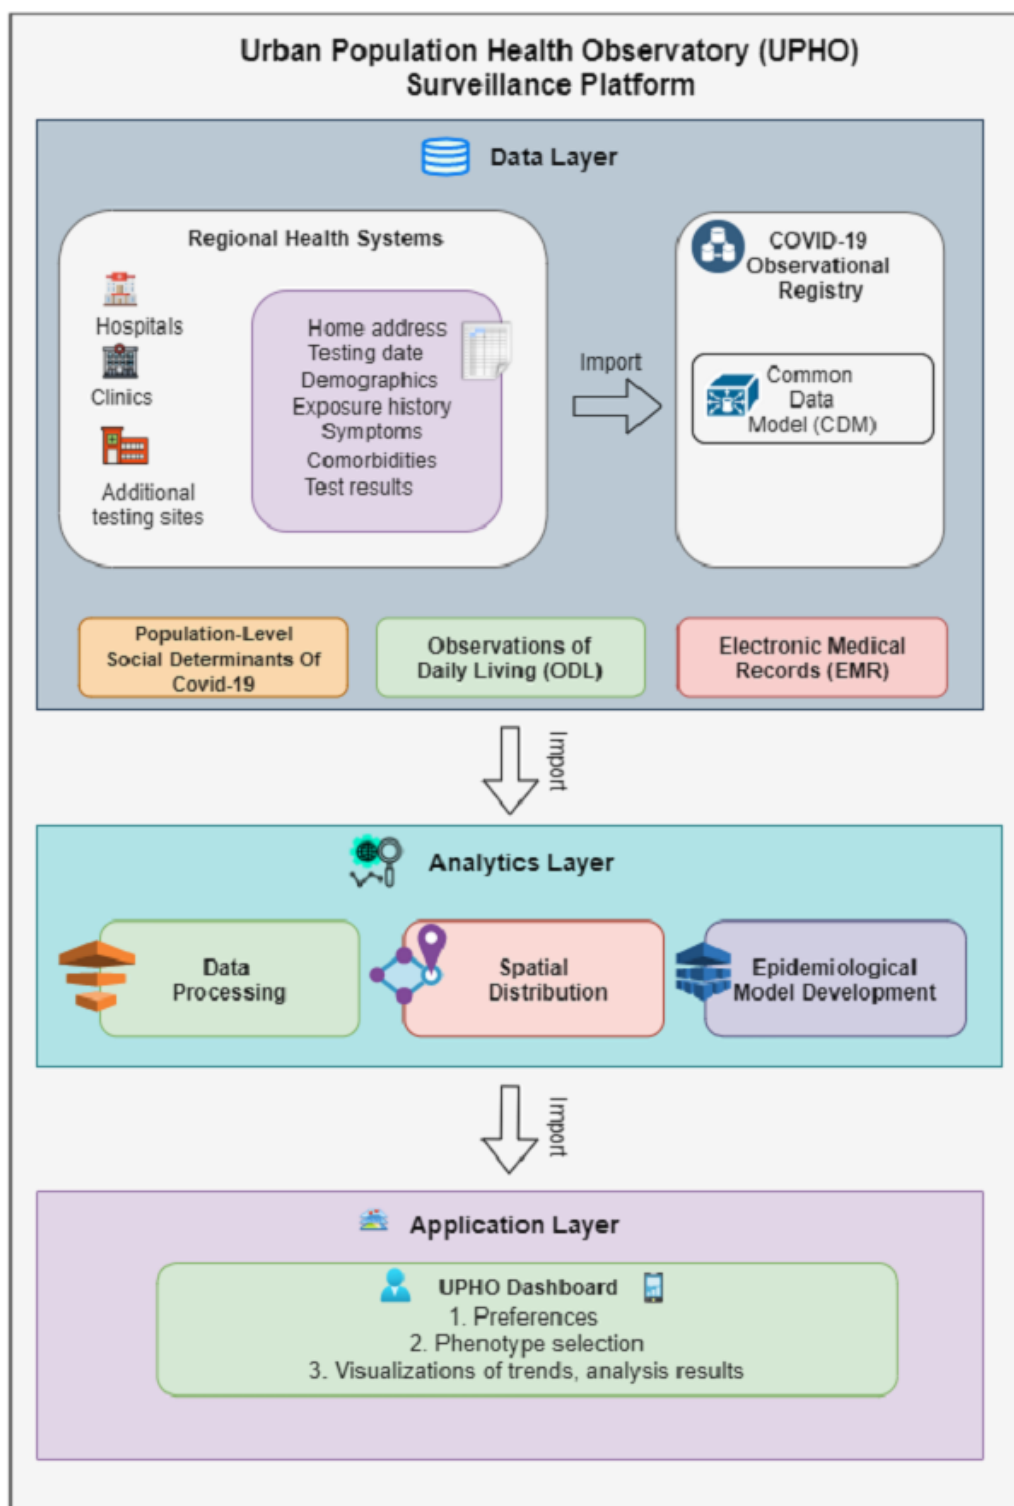 Urban Population Health Observatory (UPHO)
Surveillance Platform
Data Layer
Regional Health Systems
Hospitals
Clinics
Additional
testing sites
Home address
Testing date
Demographics
Exposure history
Symptoms
Comorbidities
Test results
Import
COVID-19
Observational
Registry
Common
Data
Model (CDM)
Population-Level
Social Determinants Of
Covid-19
Observations of
Daily Living (ODL)
Electronic Medical
Records (EMR)
Import
Analytics Layer
Data
Processing
Spatial
Distribution
Epidemiological
Model Development
Import
Application Layer
UPHO Dashboard
1. Preferences
2. Phenotype selection
3. Visualizations of trends, analysis results